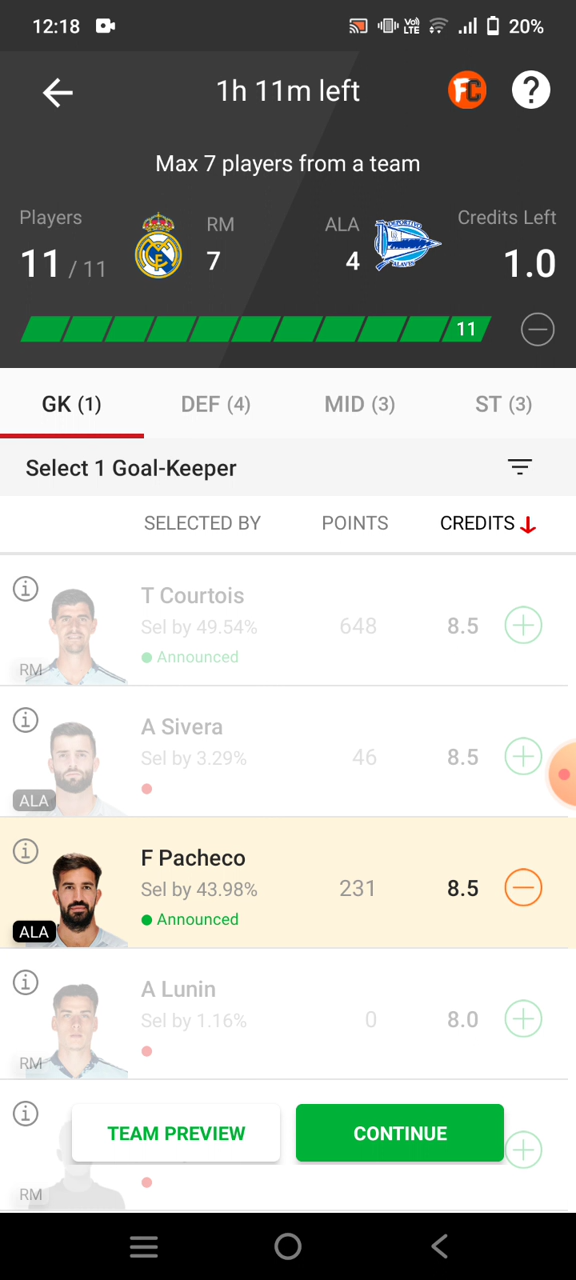 12:18
Vo) LTE
20%
1h 11m left
FC
?
Max 7 players from a team
Players
RM
ALA
Credits Left
11 / 11
7
4
1.0
11
GK (1)
DEF (4)
MID (3)
ST (3)
Select 1 Goal-Keeper
SELECTED BY
POINTS
CREDITS
T Courtois
Sel by 49.54%
648
8.5
Announced
RM
A Sivera
Sel by 3.29%
46
8.5
ALA
F Pacheco
Sel by 43.98%
231
8.5
Announced
ALA
A Lunin
Sel by 1.16%
0
8.0
RM
TEAM PREVIEW
CONTINUE
RM